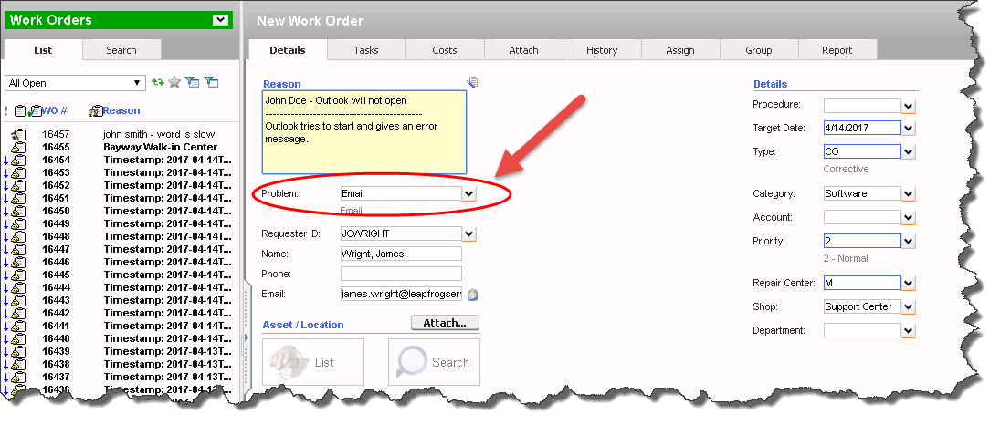 Work Orders
List Search
All Open
! WO # Reason
16457 john smith - word is slow
16455 Bayway Walk-in Center
16454 Timestamp: 2017-04-14T...
16453 Timestamp: 2017-04-14T...
16452 Timestamp: 2017-04-14T...
16451 Timestamp: 2017-04-14T...
16450 Timestamp: 2017-04-14T...
16449 Timestamp: 2017-04-14T...
16448 Timestamp: 2017-04-14T...
16447 Timestamp: 2017-04-14T...
16446 Timestamp: 2017-04-14T...
16445 Timestamp: 2017-04-14T...
16444 Timestamp: 2017-04-14T...
16443 Timestamp: 2017-04-14T...
16442 Timestamp: 2017-04-14T...
16441 Timestamp: 2017-04-14T...
16440 Timestamp: 2017-04-14T...
16439 Timestamp: 2017-04-13T...
16438 Timestamp: 2017-04-13T...
16437 Timestamp: 2017-04-13T...
16436
New Work Order
Details Tasks Costs Attach History Assign Group Report
Reason
John Doe - Outlook will not open
--------------------------------------------
Outlook tries to start and gives an error
message.
Problem: Email
Email
Requester ID: JCWRIGHT
Name: Wright, James
Phone:
Email: james.wright@leapfrogser
Asset / Location Attach...
List Search
Details
Procedure:
Target Date: 4/14/2017
Type: CO
Corrective
Category: Software
Account:
Priority: 2
2 - Normal
Repair Center: M
Shop: Support Center
Department: